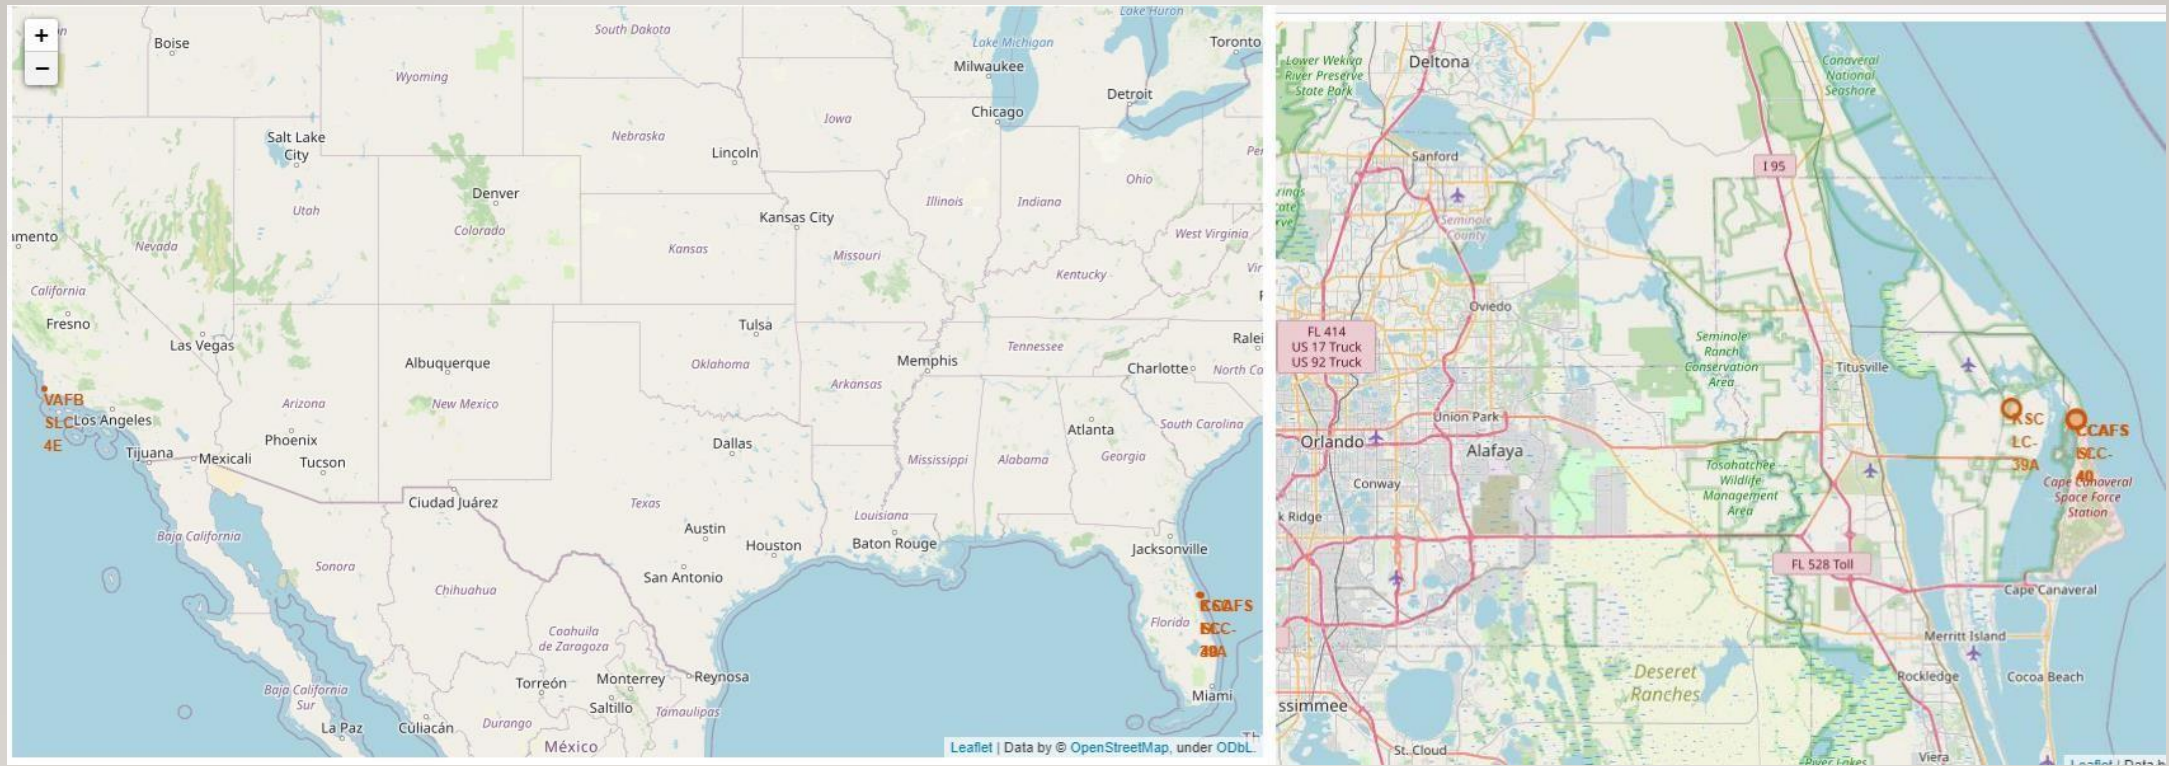 +
−
Boise
South Dakota
Lake Huron
Lake Michigan
Toronto
Wyoming
Milwaukee
Detroit
Chicago
Iowa
Salt Lake
City
Nebraska
Lincoln
Ohio
Denver
Utah
Illinois
Indiana
Kansas City
Colorado
amento
Nevada
Kansas
Missouri
West Virginia
Kentucky
California
Fresno
Las Vegas
Tulsa
Albuquerque
Oklahoma
Memphis
Tennessee
Charlotte
North Ca
Arkansas
VAFB
SLC-
4E
Los Angeles
Arizona
New Mexico
Phoenix
Tucson
Tijuana
Mexicali
Dallas
Atlanta
South Carolina
Mississippi
Alabama
Georgia
Ciudad Juárez
Texas
Louisiana
Austin
Houston
Baton Rouge
Jacksonville
Baja California
Sonora
Chihuahua
San Antonio
Florida
Coahuila
de Zaragoza
Torreón
Monterrey
Reynosa
Saltillo
Tamaulipas
Miami
Baja California
Sur
La Paz
Culiacán
Durango
México
Leaflet | Data by © OpenStreetMap, under ODbL.
Lower Wekiva
River Preserve
State Park
Deltona
Canaveral
National
Seashore
Sanford
I 95
Seminole
County
Oviedo
FL 414
US 17 Truck
US 92 Truck
Seminole
Ranch
Conservation
Area
Titusville
Union Park
Orlando
Alafaya
KSC
LC-
39A
CCAFS
Tosohatchee
Wildlife
Management
Area
Cape Canaveral
Space Force
Station
Conway
k Ridge
FL 528 Toll
Cape Canaveral
Merritt Island
Deseret
Ranches
Rockledge
Cocoa Beach
ssimmee
St. Cloud
Viera